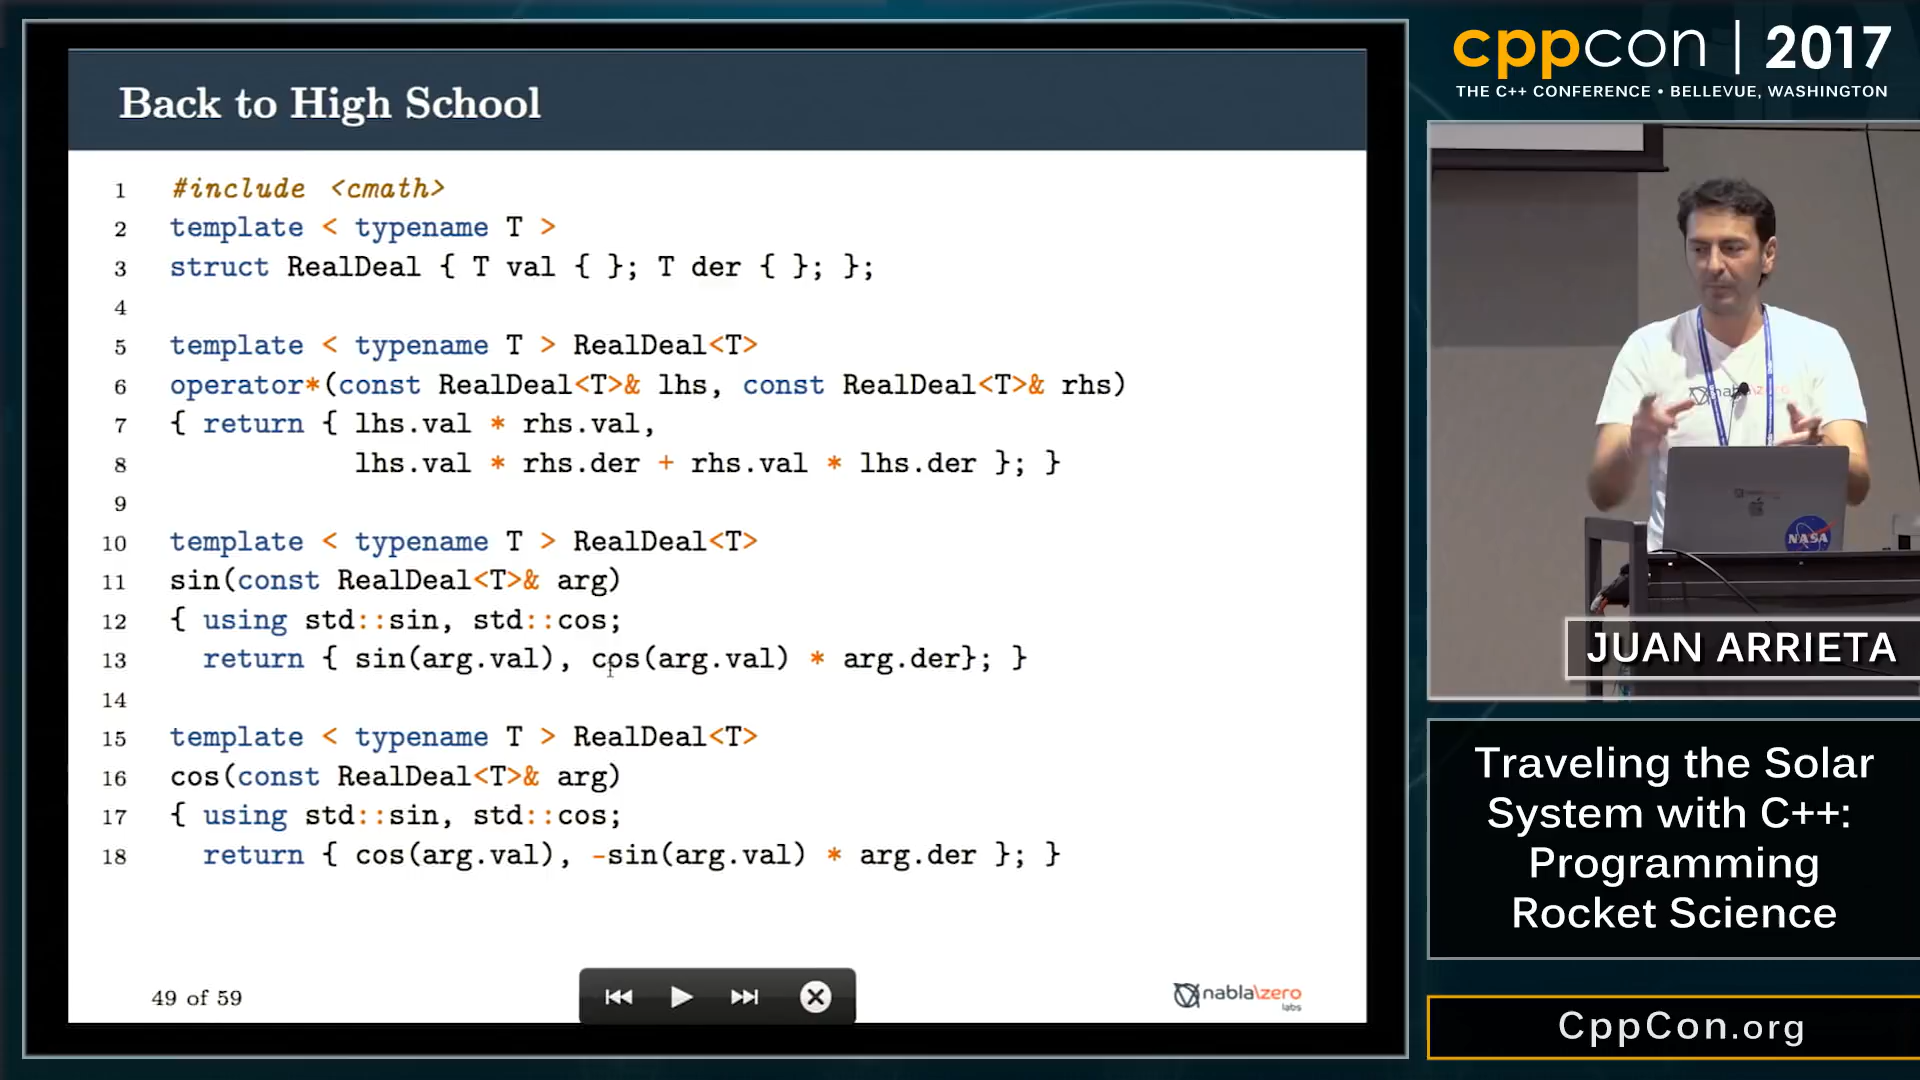 Back to High School
1 #include <cmath>
2 template < typename T >
3 struct RealDeal { T val { }; T der { }; };
4
5 template < typename T > RealDeal<T>
6 operator*(const RealDeal<T>& lhs, const RealDeal<T>& rhs)
7 { return { lhs.val * rhs.val,
8 lhs.val * rhs.der + rhs.val * lhs.der }; }
9
10 template < typename T > RealDeal<T>
11 sin(const RealDeal<T>& arg)
12 { using std::sin, std::cos;
13 return { sin(arg.val), cos(arg.val) * arg.der}; }
14
15 template < typename T > RealDeal<T>
16 cos(const RealDeal<T>& arg)
17 { using std::sin, std::cos;
18 return { cos(arg.val), -sin(arg.val) * arg.der }; }
49 of 59
nabla\zero
labs
cppcon | 2017
THE C++ CONFERENCE • BELLEVUE, WASHINGTON
NASA
JUAN ARRIETA
Traveling the Solar
System with C++:
Programming
Rocket Science
CppCon.org